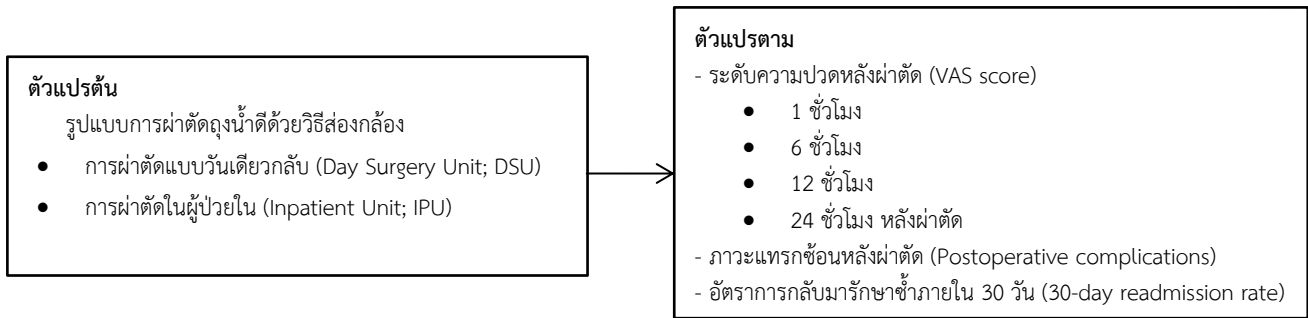 ตัวแปรต้น
รูปแบบการผ่าตัดถุงน้ำดีด้วยวิธีส่องกล้อง
● การผ่าตัดแบบวันเดียวกลับ (Day Surgery Unit; DSU)
● การผ่าตัดในผู้ป่วยใน (Inpatient Unit; IPU)
ตัวแปรตาม
- ระดับความปวดหลังผ่าตัด (VAS score)
● 1 ชั่วโมง
● 6 ชั่วโมง
● 12 ชั่วโมง
● 24 ชั่วโมง หลังผ่าตัด
- ภาวะแทรกซ้อนหลังผ่าตัด (Postoperative complications)
- อัตราการกลับมารักษาซ้ำภายใน 30 วัน (30-day readmission rate)